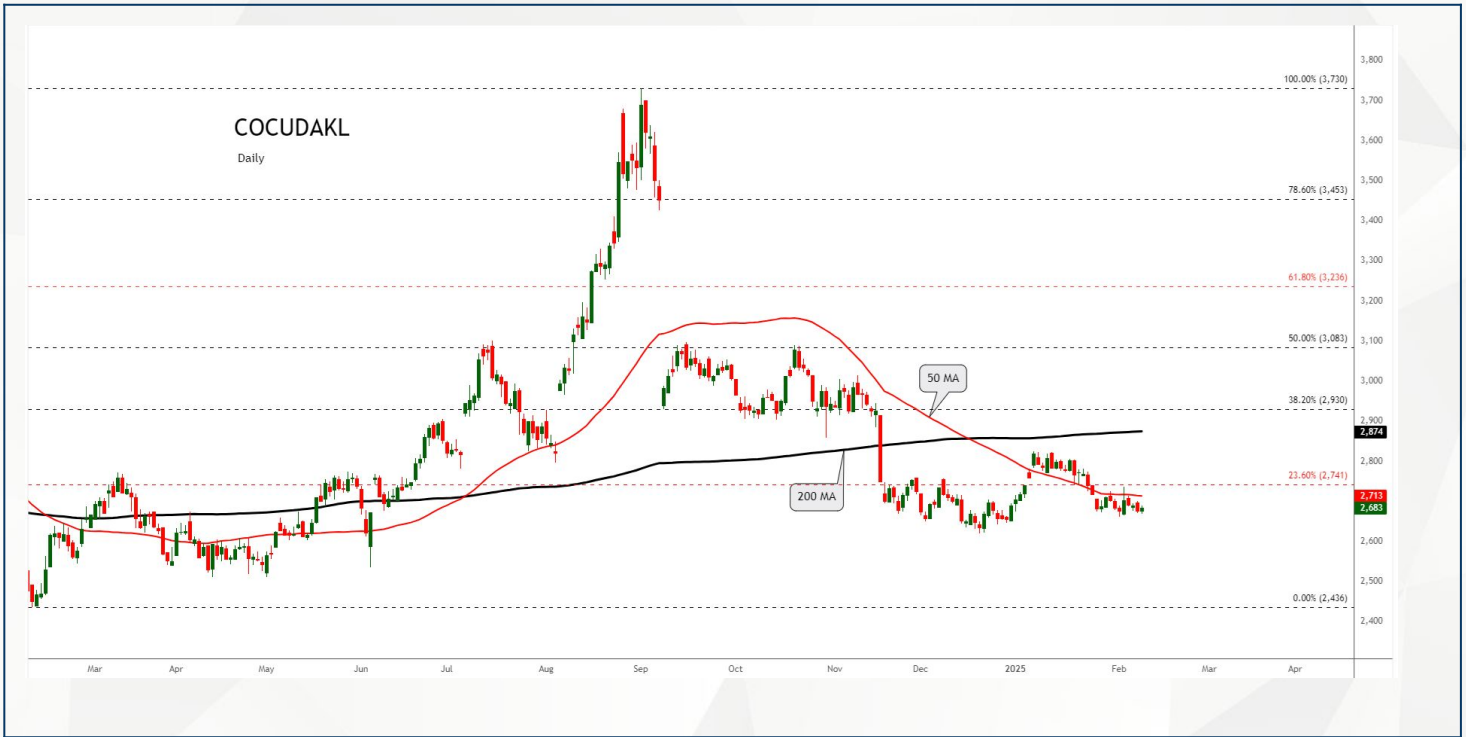 COCUDAKL
Daily
100.00% (3,730)
78.60% (3,453)
61.80% (3,236)
50.00% (3,083)
38.20% (2,930)
23.60% (2,741)
0.00% (2,436)
50 MA
200 MA
3,800
3,700
3,600
3,500
3,400
3,300
3,200
3,100
3,000
2,900
2,874
2,800
2,713
2,683
2,600
2,500
2,400
Mar
Apr
May
Jun
Jul
Aug
Sep
Oct
Nov
Dec
2025
Feb
Mar
Apr